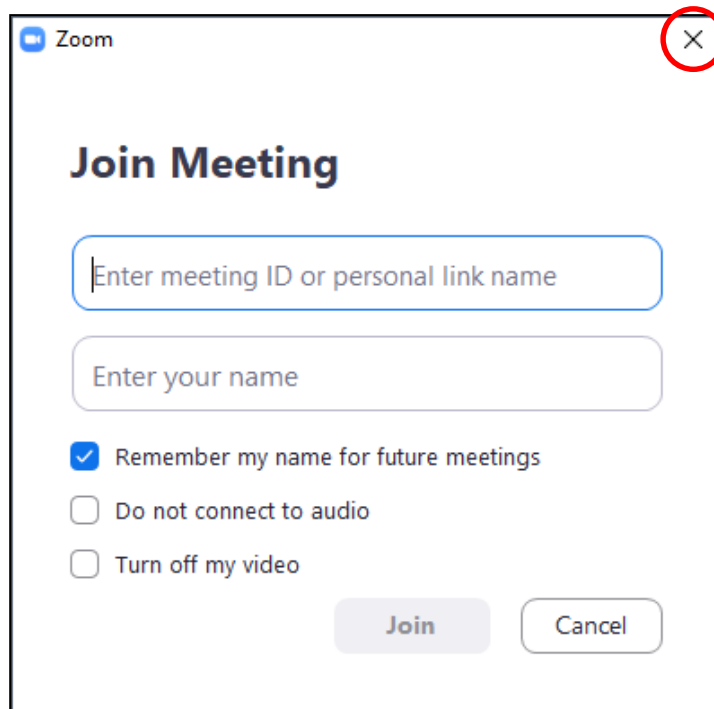 Zoom
Join Meeting
Enter meeting ID or personal link name
Enter your name
Remember my name for future meetings
Do not connect to audio
Turn off my video
Join Cancel